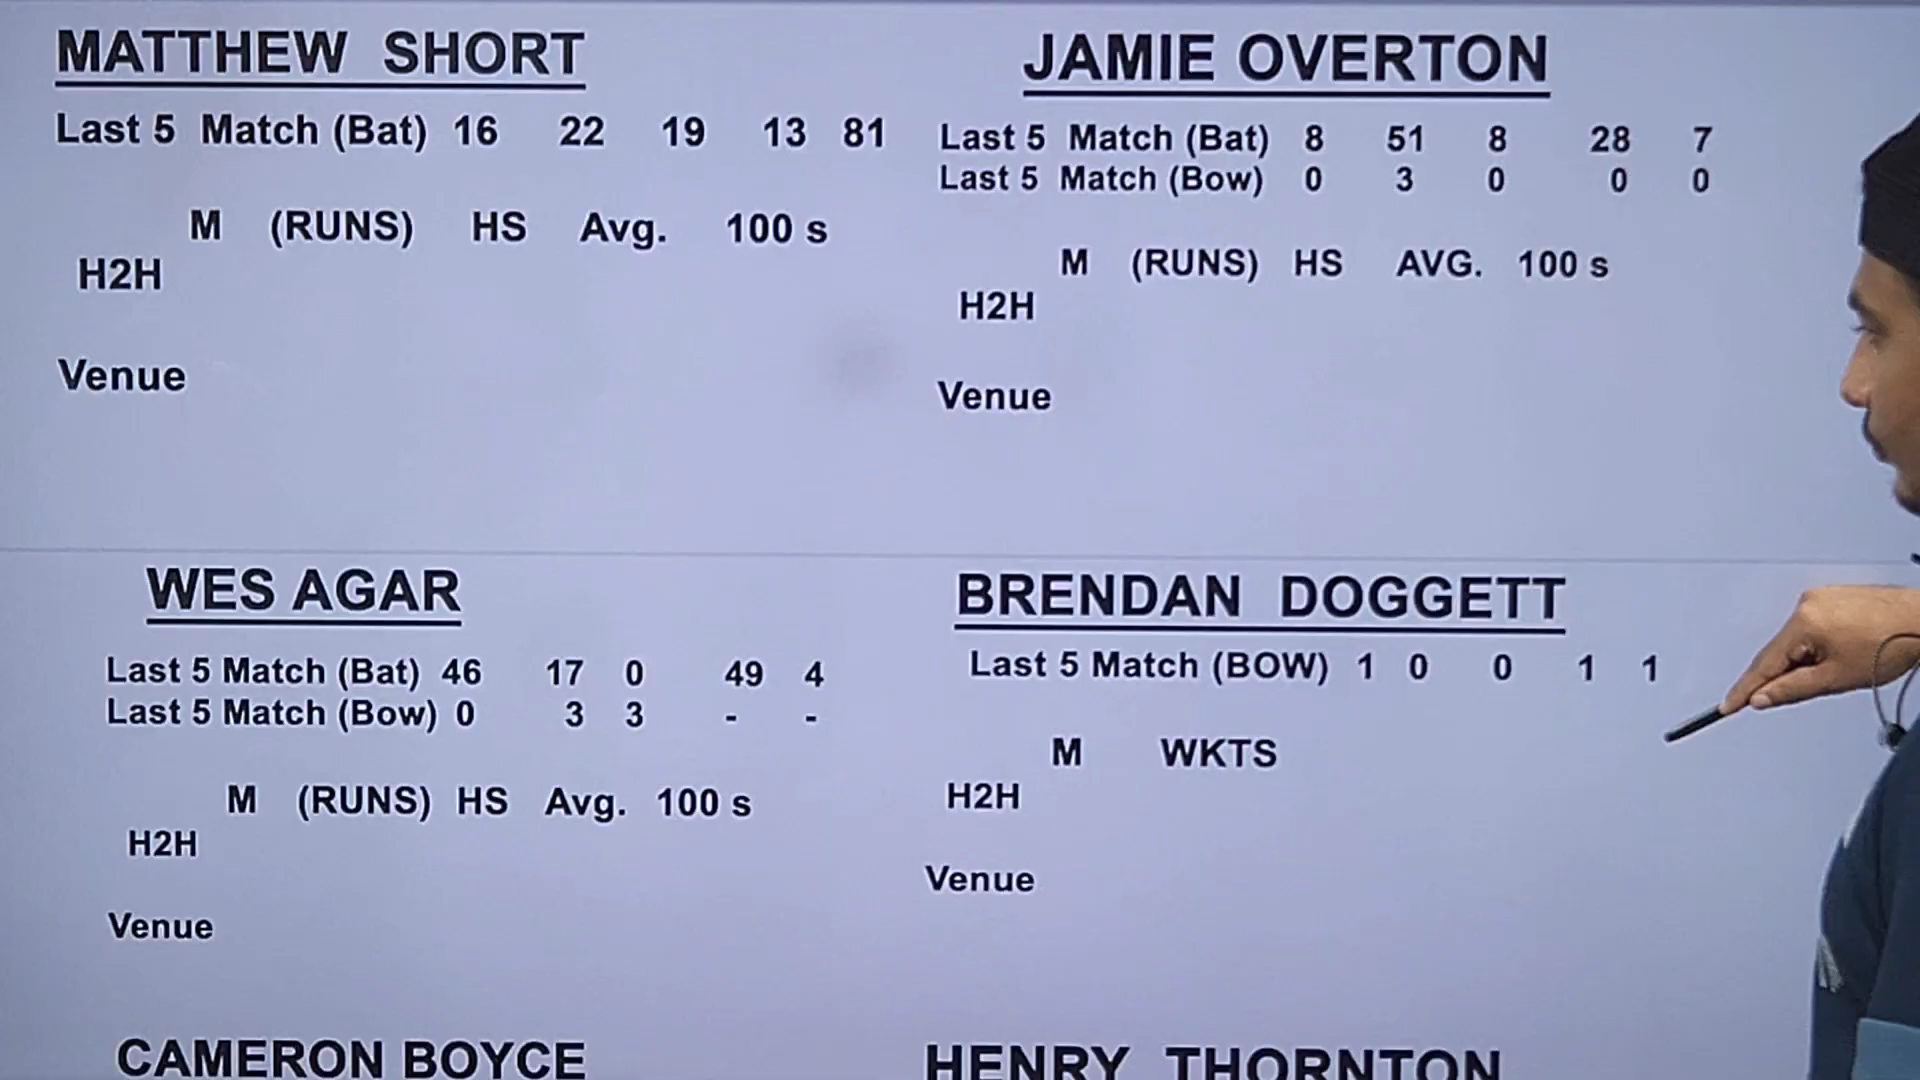 MATTHEW SHORT
Last 5 Match (Bat) 16 22 19 13 81
M (RUNS) HS Avg. 100 s
H2H
Venue
JAMIE OVERTON
Last 5 Match (Bat) 8 51 8 28 7
Last 5 Match (Bow) 0 3 0 0 0
M (RUNS) HS AVG. 100 s
H2H
Venue
WES AGAR
Last 5 Match (Bat) 46 17 0 49 4
Last 5 Match (Bow) 0 3 3 - -
M (RUNS) HS Avg. 100 s
H2H
Venue
BRENDAN DOGGETT
Last 5 Match (BOW) 1 0 0 1 1
M WKTS
H2H
Venue
CAMERON BOYCE
HENRY THORNTON